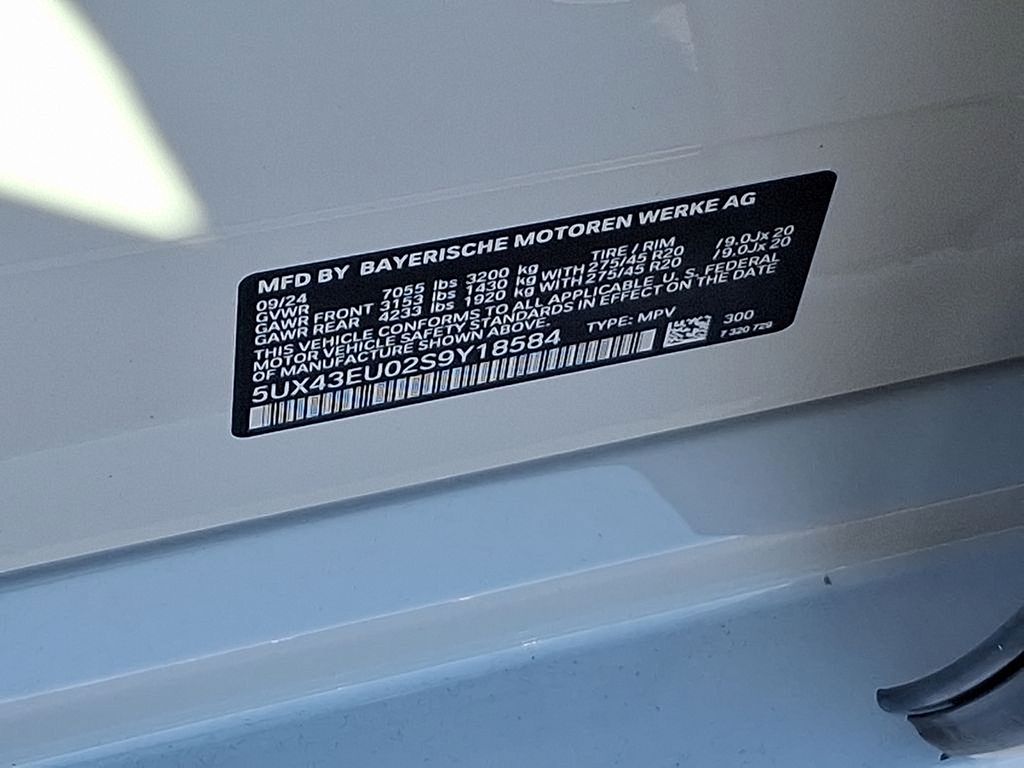 MFD BY BAYERISCHE MOTOREN WERKE AG
09/24 TIRE / RIM
GVWR 7055 lbs 3200 kg
GAWR FRONT 3153 lbs 1430 kg WITH 275/45 R20 /9.0Jx 20
GAWR REAR 4233 lbs 1920 kg WITH 275/45 R20 /9.0Jx 20
THIS VEHICLE CONFORMS TO ALL APPLICABLE U. S. FEDERAL
MOTOR VEHICLE SAFETY STANDARDS IN EFFECT ON THE DATE
OF MANUFACTURE SHOWN ABOVE.
TYPE: MPV
5UX43EU02S9Y18584
300
7 320 729